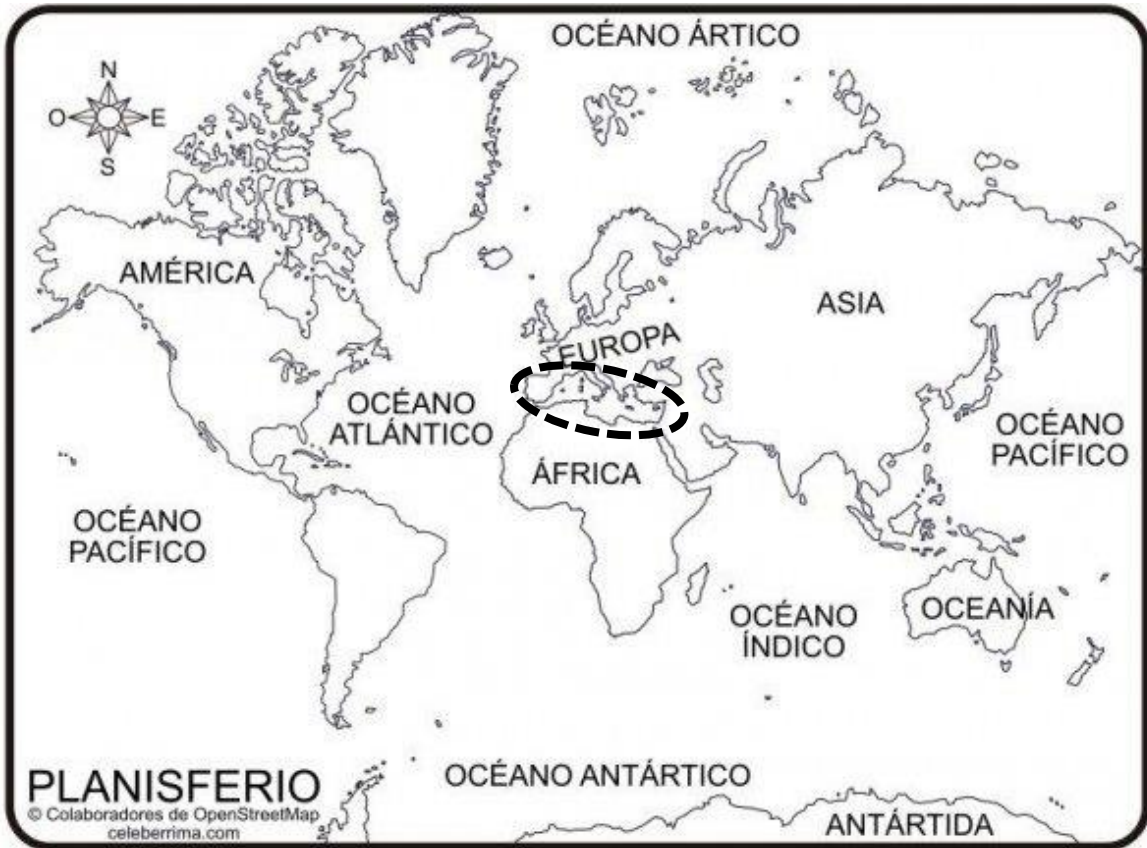 OCÉANO ÁRTICO
N
O
E
S
AMÉRICA
ASIA
EUROPA
OCÉANO
ATLÁNTICO
OCÉANO
PACÍFICO
ÁFRICA
OCÉANO
PACÍFICO
OCEANÍA
OCÉANO
ÍNDICO
OCÉANO ANTÁRTICO
PLANISFERIO
© Colaboradores de OpenStreetMap
celeberrima.com
ANTÁRTIDA